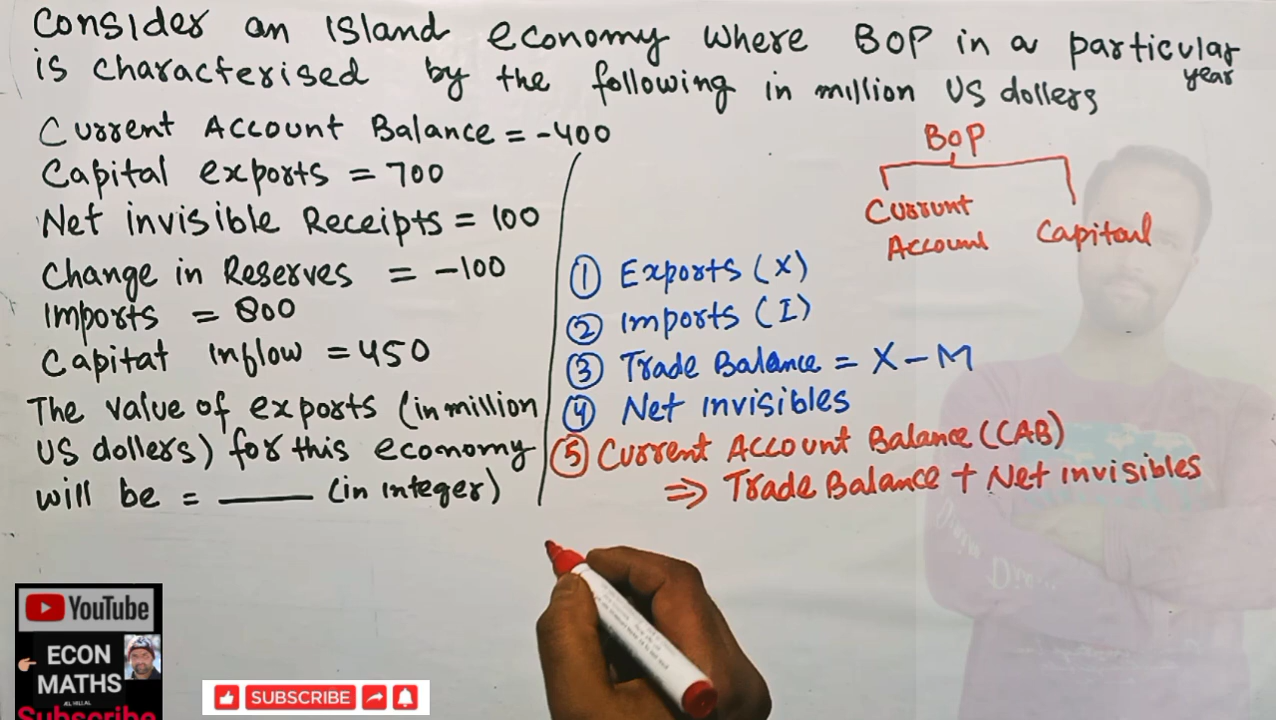 Consider an island economy where BOP in a particular
year
is characterised by the following in million US dollers
Current Account Balance = -400
Capital exports = 700
Net invisible Receipts = 100
Change in Reserves = -100
Imports = 800
Capital Inflow = 450
The value of exports (in million
US dollers) for this economy
will be = ____ (in integer)
BOP
Current
Account
Capital
① Exports (X)
② Imports (I)
③ Trade Balance = X - M
④ Net invisibles
⑤ Current Account Balance (CAB)
⇒ Trade Balance + Net invisibles
YouTube
ECON
MATHS
Subscribe
SUBSCRIBE